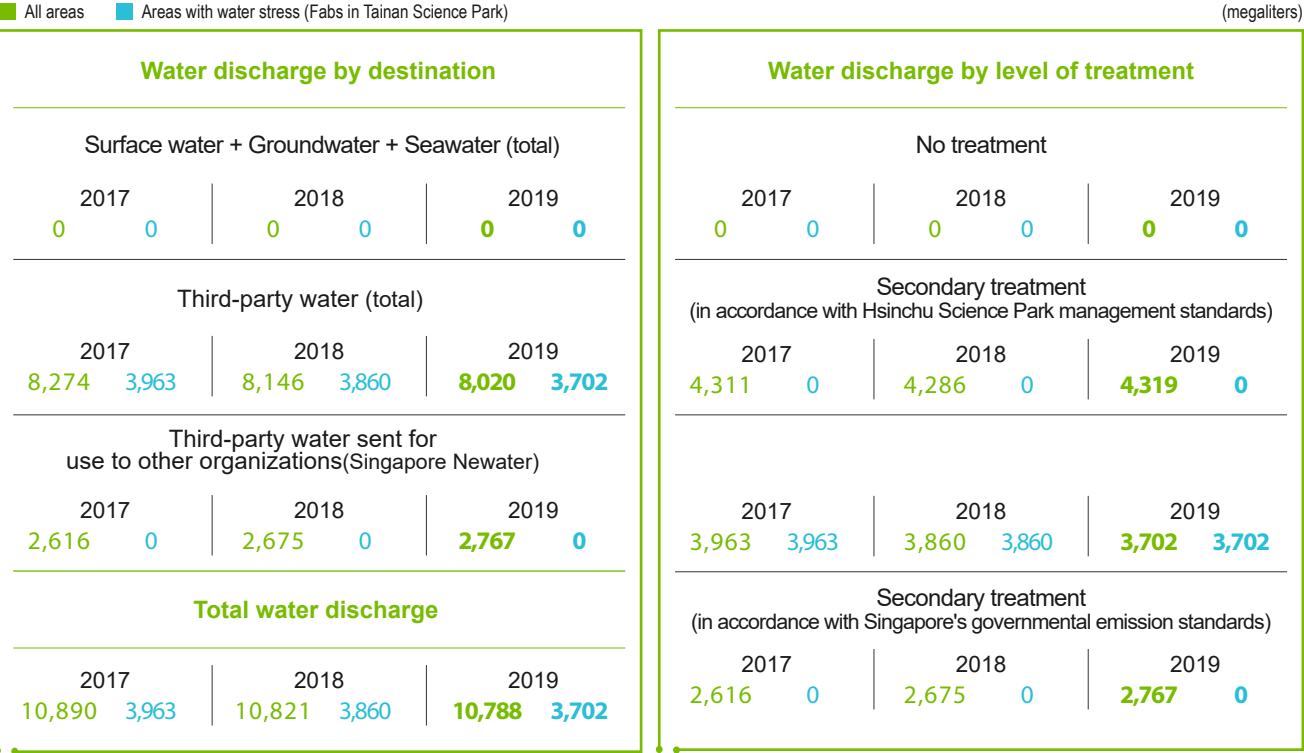 All areas Areas with water stress (Fabs in Tainan Science Park) (megaliters)
Water discharge by destination
Surface water + Groundwater + Seawater (total)
2017 2018 2019
0 0 0 0 0 0
Third-party water (total)
2017 2018 2019
8,274 3,963 8,146 3,860 8,020 3,702
Third-party water sent for
use to other organizations(Singapore Newater)
2017 2018 2019
2,616 0 2,675 0 2,767 0
Total water discharge
2017 2018 2019
10,890 3,963 10,821 3,860 10,788 3,702
Water discharge by level of treatment
No treatment
2017 2018 2019
0 0 0 0 0 0
Secondary treatment
(in accordance with Hsinchu Science Park management standards)
2017 2018 2019
4,311 0 4,286 0 4,319 0
2017 2018 2019
3,963 3,963 3,860 3,860 3,702 3,702
Secondary treatment
(in accordance with Singapore's governmental emission standards)
2017 2018 2019
2,616 0 2,675 0 2,767 0